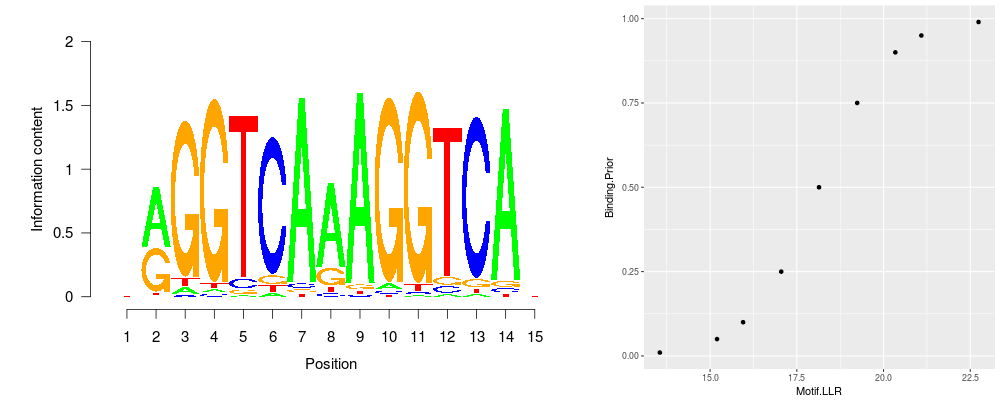 2
1.5
1
0.5
0
Information content
A G G T C A A A G G T C A
G
1 2 3 4 5 6 7 8 9 10 11 12 13 14 15
Position
1.00
0.75
0.50
0.25
0.00
Binding.Prior
15.0 17.5 20.0 22.5
Motif.LLR